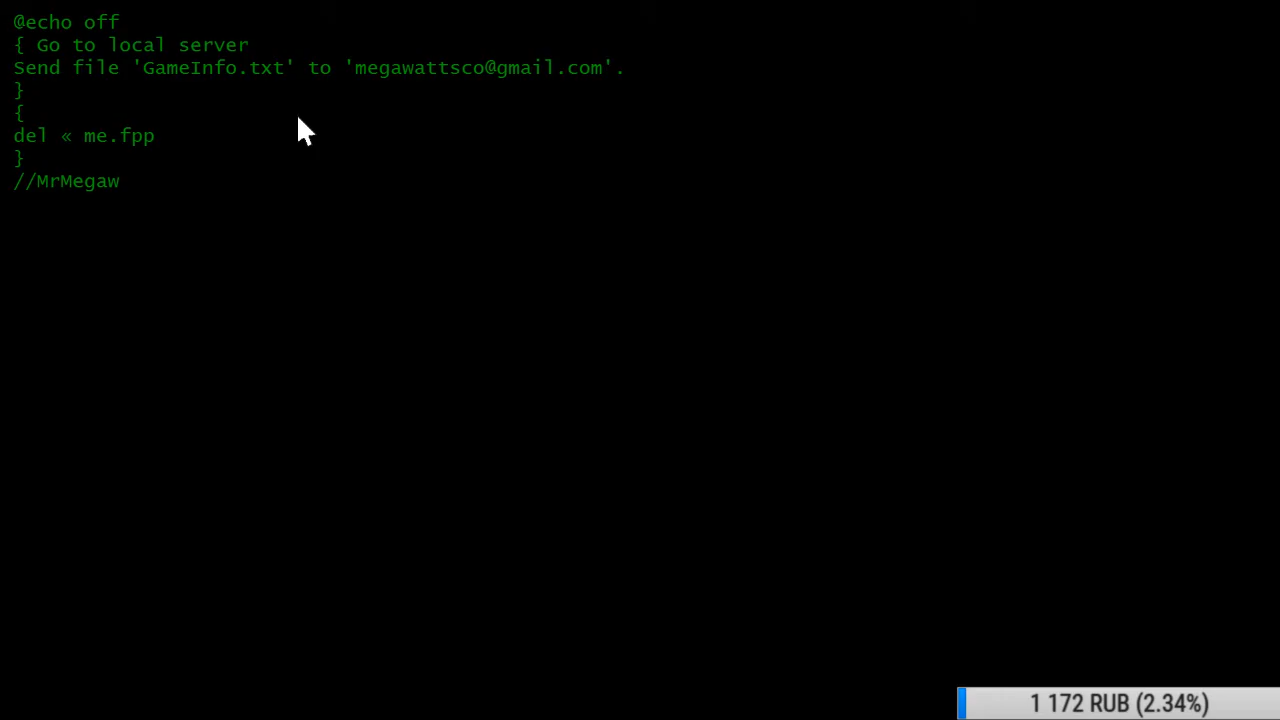 @echo off
{ Go to local server
Send file 'GameInfo.txt' to 'megawattsco@gmail.com'.
}
{
del « me.fpp
}
//MrMegaw
1 172 RUB (2.34%)